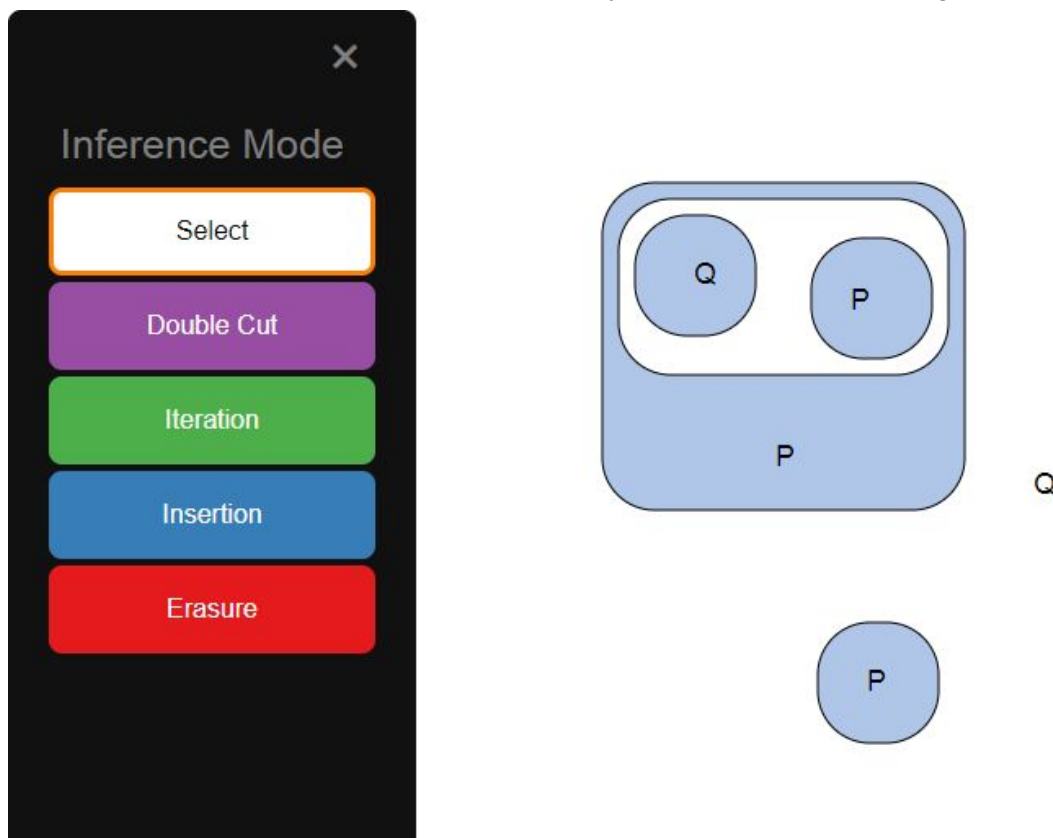 ×
Inference Mode
Select
Double Cut
Iteration
Insertion
Erasure
Q
P
P
Q
P